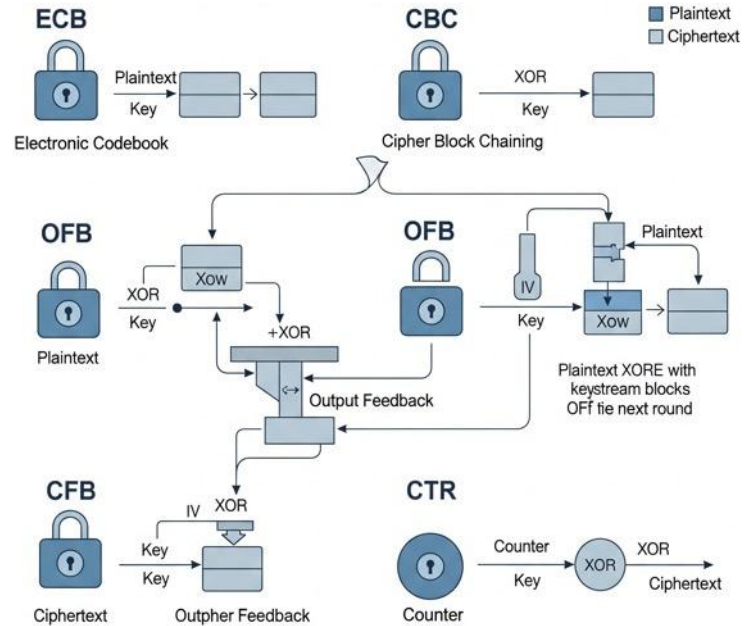 ECB
CBC
Plaintext
Ciphertext
Plaintext
Key
Electronic Codebook
XOR
Key
Cipher Block Chaining
OFB
Xow
XOR
Key
Plaintext
+XOR
Output Feedback
OFB
IV
Key
Plaintext
Xow
Plaintext XORE with
keystream blocks
OFf tie next round
CFB
IV
XOR
Key
Key
Ciphertext
Outpher Feedback
CTR
Counter
Key
XOR
XOR
Ciphertext
Counter